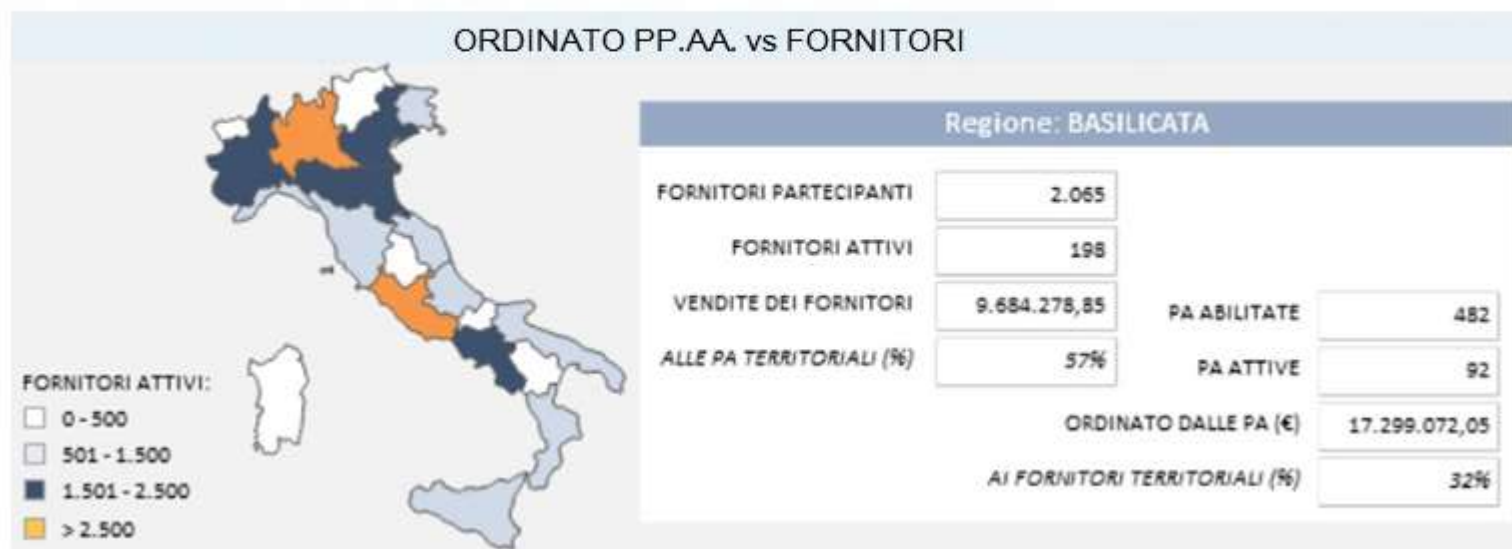 ORDINATO PP.AA. vs FORNITORI
Regione: BASILICATA
FORNITORI PARTECIPANTI 2.065
FORNITORI ATTIVI 198
VENDITE DEI FORNITORI 9.684.278,85
ALLE PA TERRITORIALI (%) 57%
PA ABILITATE 482
PA ATTIVE 92
ORDINATO DALLE PA (€) 17.299.072,05
AI FORNITORI TERRITORIALI (%) 32%
FORNITORI ATTIVI:
0 - 500
501 - 1.500
1.501 - 2.500
> 2.500